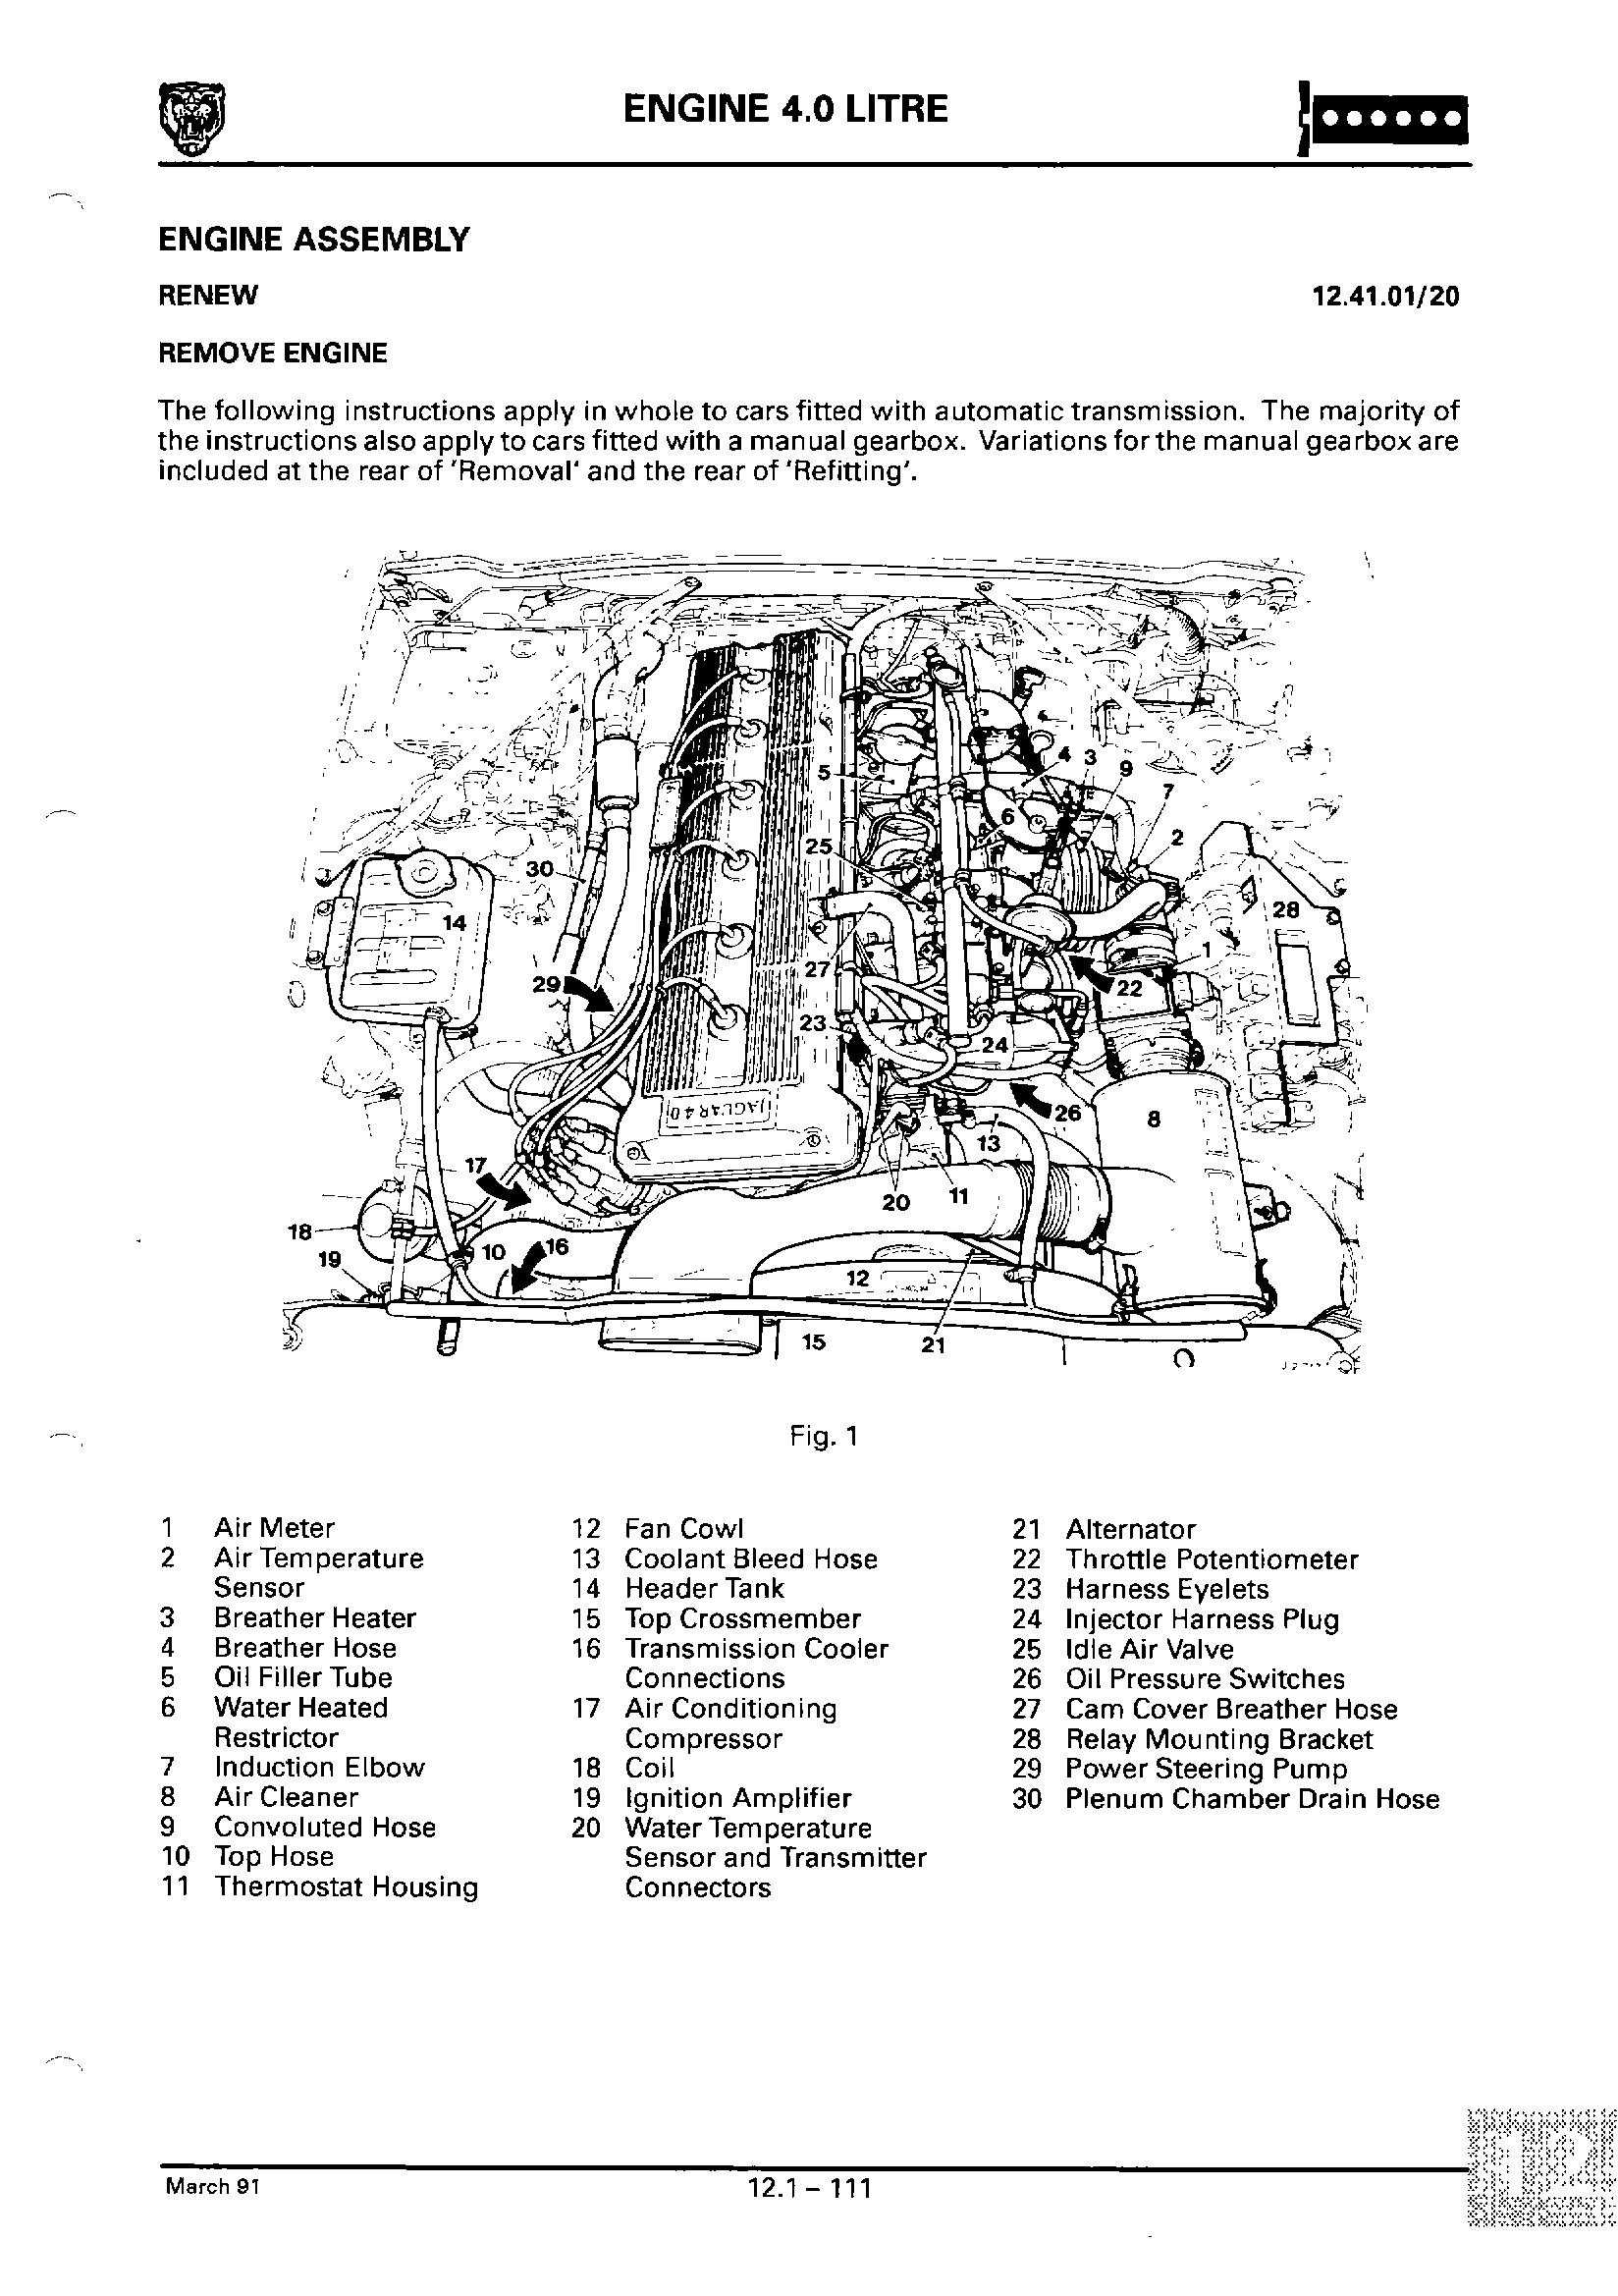 ENGINE 4.0 LITRE
ENGINE ASSEMBLY
RENEW 12.41.01/20
REMOVE ENGINE
The following instructions apply in whole to cars fitted with automatic transmission. The majority of
the instructions also apply to cars fitted with a manual gearbox. Variations for the manual gearbox are
included at the rear of 'Removal' and the rear of 'Refitting'.
4 3 9
5 7
6
25 2
30
14 28
1
27
29 22
23
24
26 8
13
17
20 11
18
10 16
19
12
15 21
JAGUAR 4.0
Fig. 1
1 Air Meter
2 Air Temperature
Sensor
3 Breather Heater
4 Breather Hose
5 Oil Filler Tube
6 Water Heated
Restrictor
7 Induction Elbow
8 Air Cleaner
9 Convoluted Hose
10 Top Hose
11 Thermostat Housing
12 Fan Cowl
13 Coolant Bleed Hose
14 Header Tank
15 Top Crossmember
16 Transmission Cooler
Connections
17 Air Conditioning
Compressor
18 Coil
19 Ignition Amplifier
20 Water Temperature
Sensor and Transmitter
Connectors
21 Alternator
22 Throttle Potentiometer
23 Harness Eyelets
24 Injector Harness Plug
25 Idle Air Valve
26 Oil Pressure Switches
27 Cam Cover Breather Hose
28 Relay Mounting Bracket
29 Power Steering Pump
30 Plenum Chamber Drain Hose
March 91
12.1 – 111
12